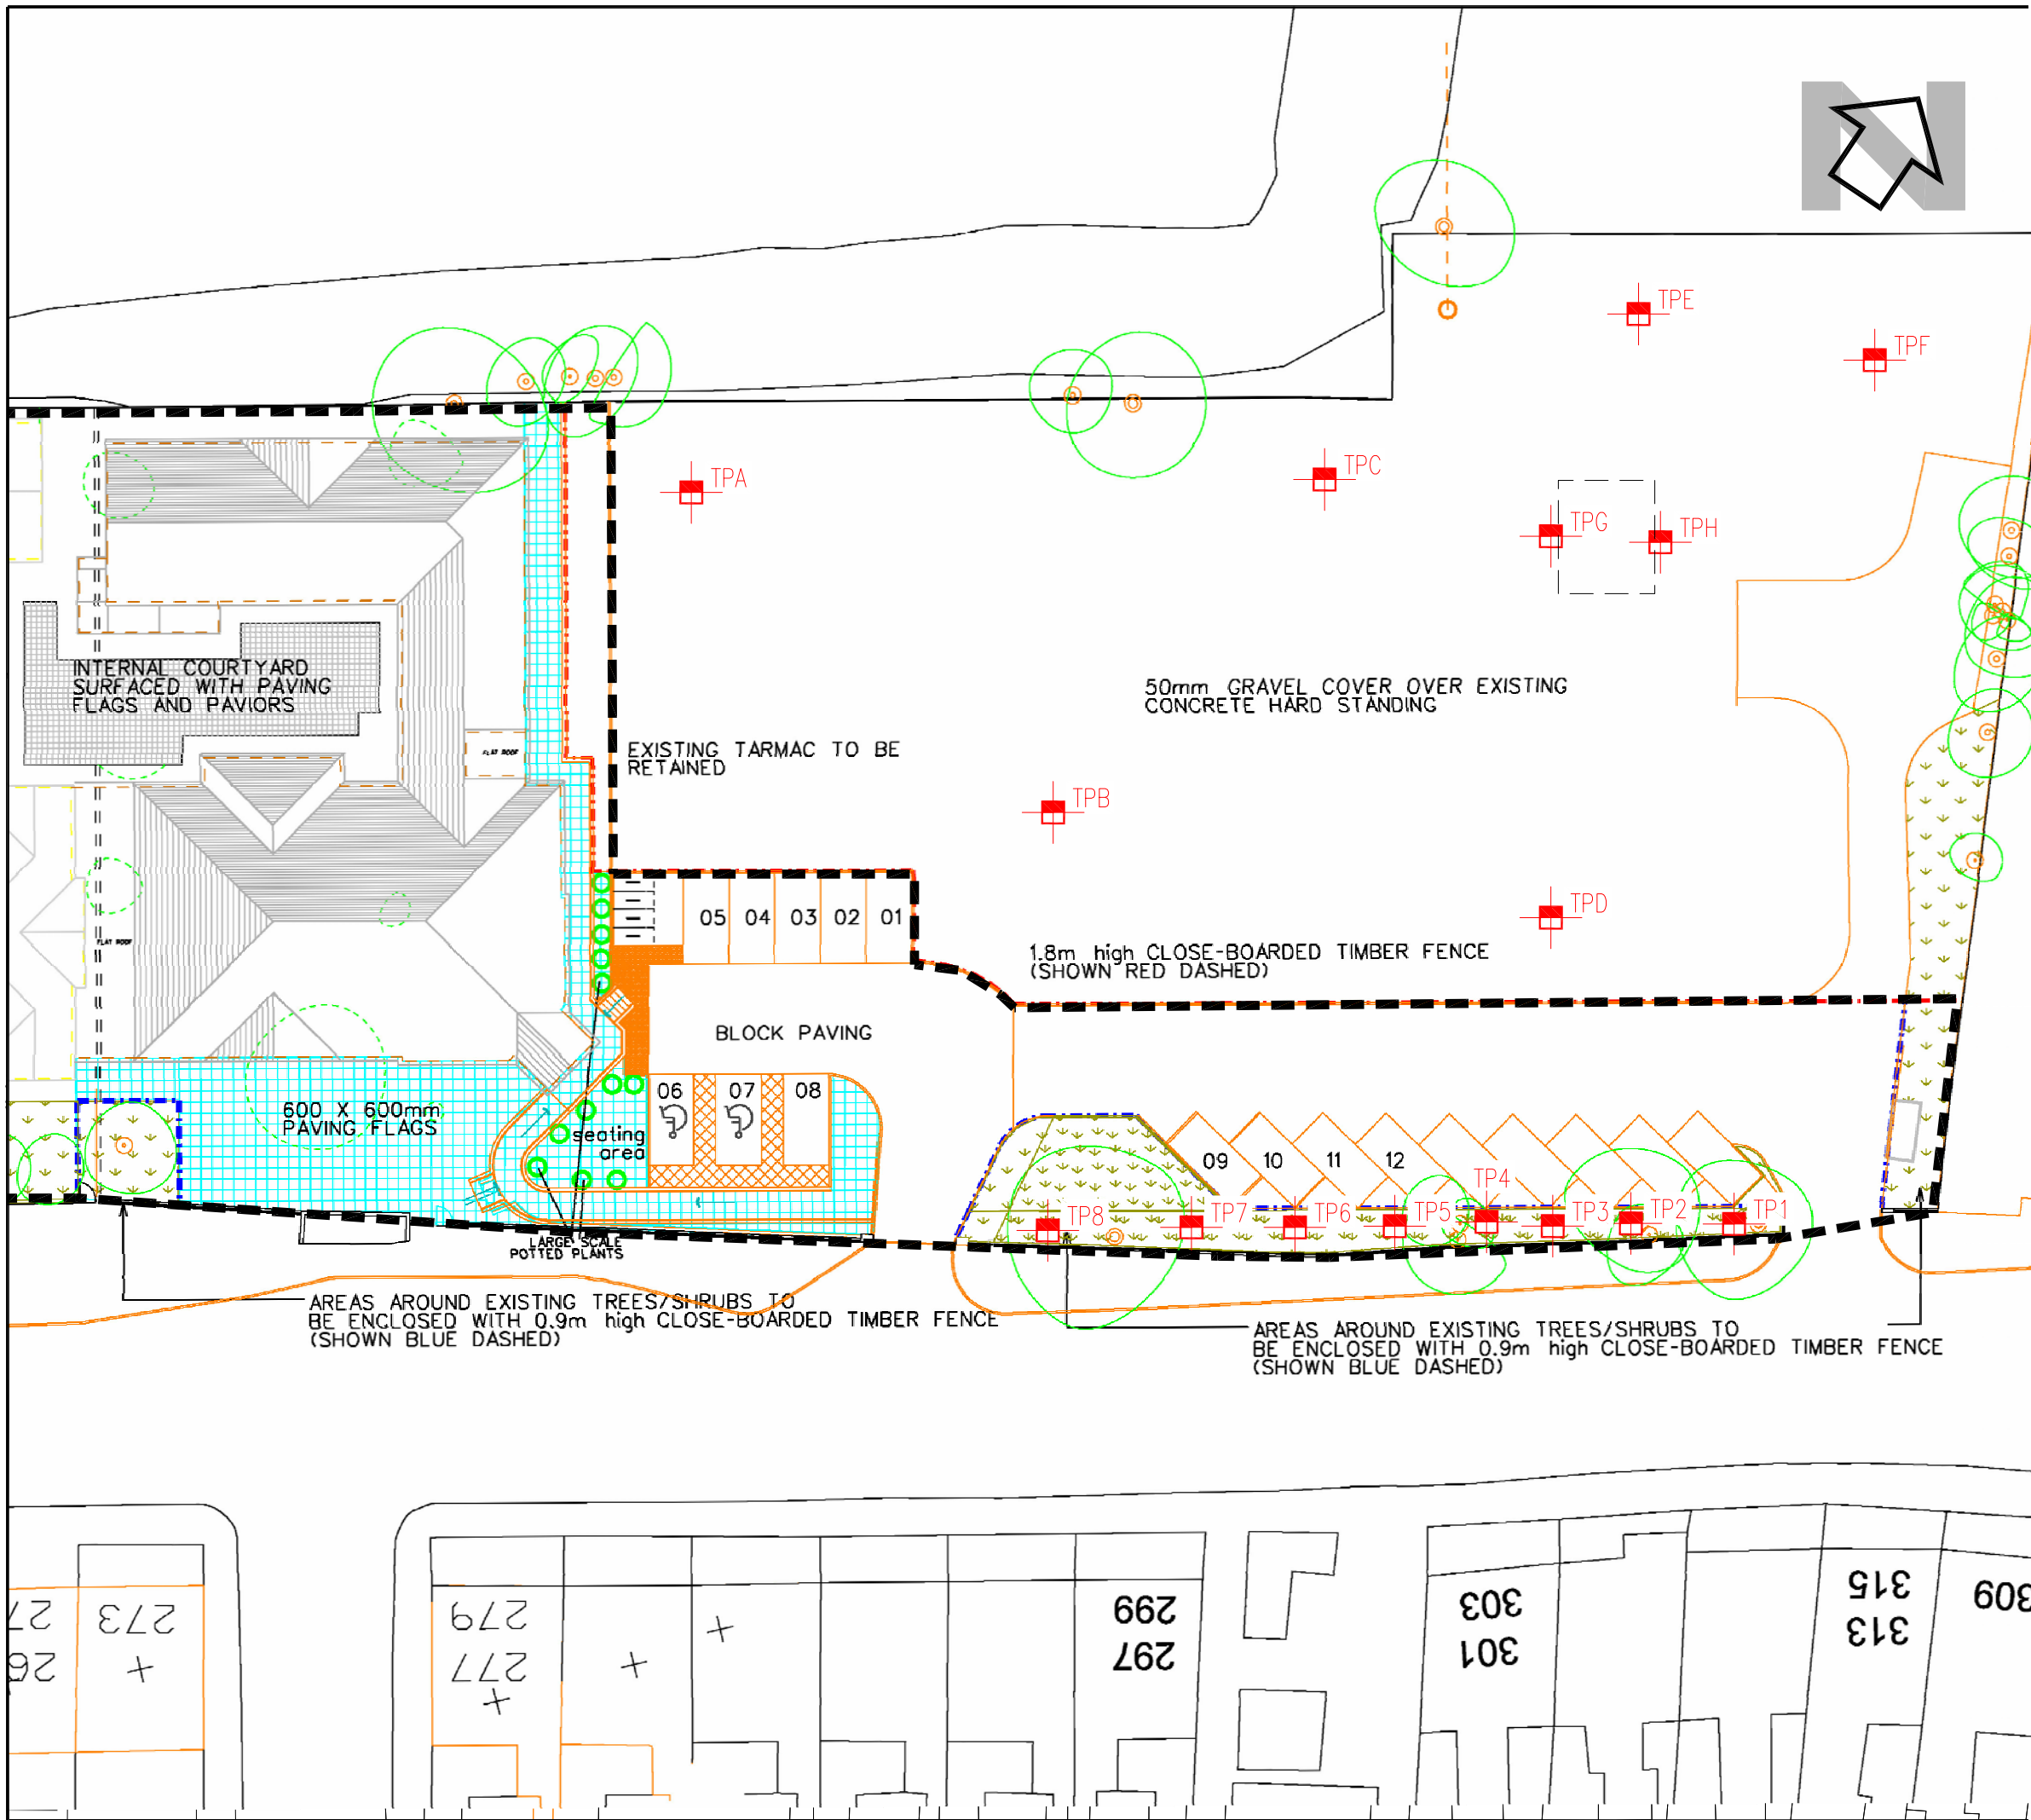 N
TPE
TPF
TPA
TPC
TPG
TPH
INTERNAL COURTYARD
SURFACED WITH PAVING
FLAGS AND PAVIORS
50mm GRAVEL COVER OVER EXISTING
CONCRETE HARD STANDING
FLAT ROOF
EXISTING TARMAC TO BE
RETAINED
TPB
TPD
05 04 03 02 01
FLAT ROOF
1.8m high CLOSE-BOARDED TIMBER FENCE
(SHOWN RED DASHED)
BLOCK PAVING
06 07 08
600 X 600mm
PAVING FLAGS
seating
area
09 10 11 12
TP8 TP7 TP6 TP5 TP4 TP3 TP2 TP1
LARGE SCALE
POTTED PLANTS
AREAS AROUND EXISTING TREES/SHRUBS TO
BE ENCLOSED WITH 0.9m high CLOSE-BOARDED TIMBER FENCE
(SHOWN BLUE DASHED)
AREAS AROUND EXISTING TREES/SHRUBS TO
BE ENCLOSED WITH 0.9m high CLOSE-BOARDED TIMBER FENCE
(SHOWN BLUE DASHED)
273
279
277
299
297
303
301
315
313
309